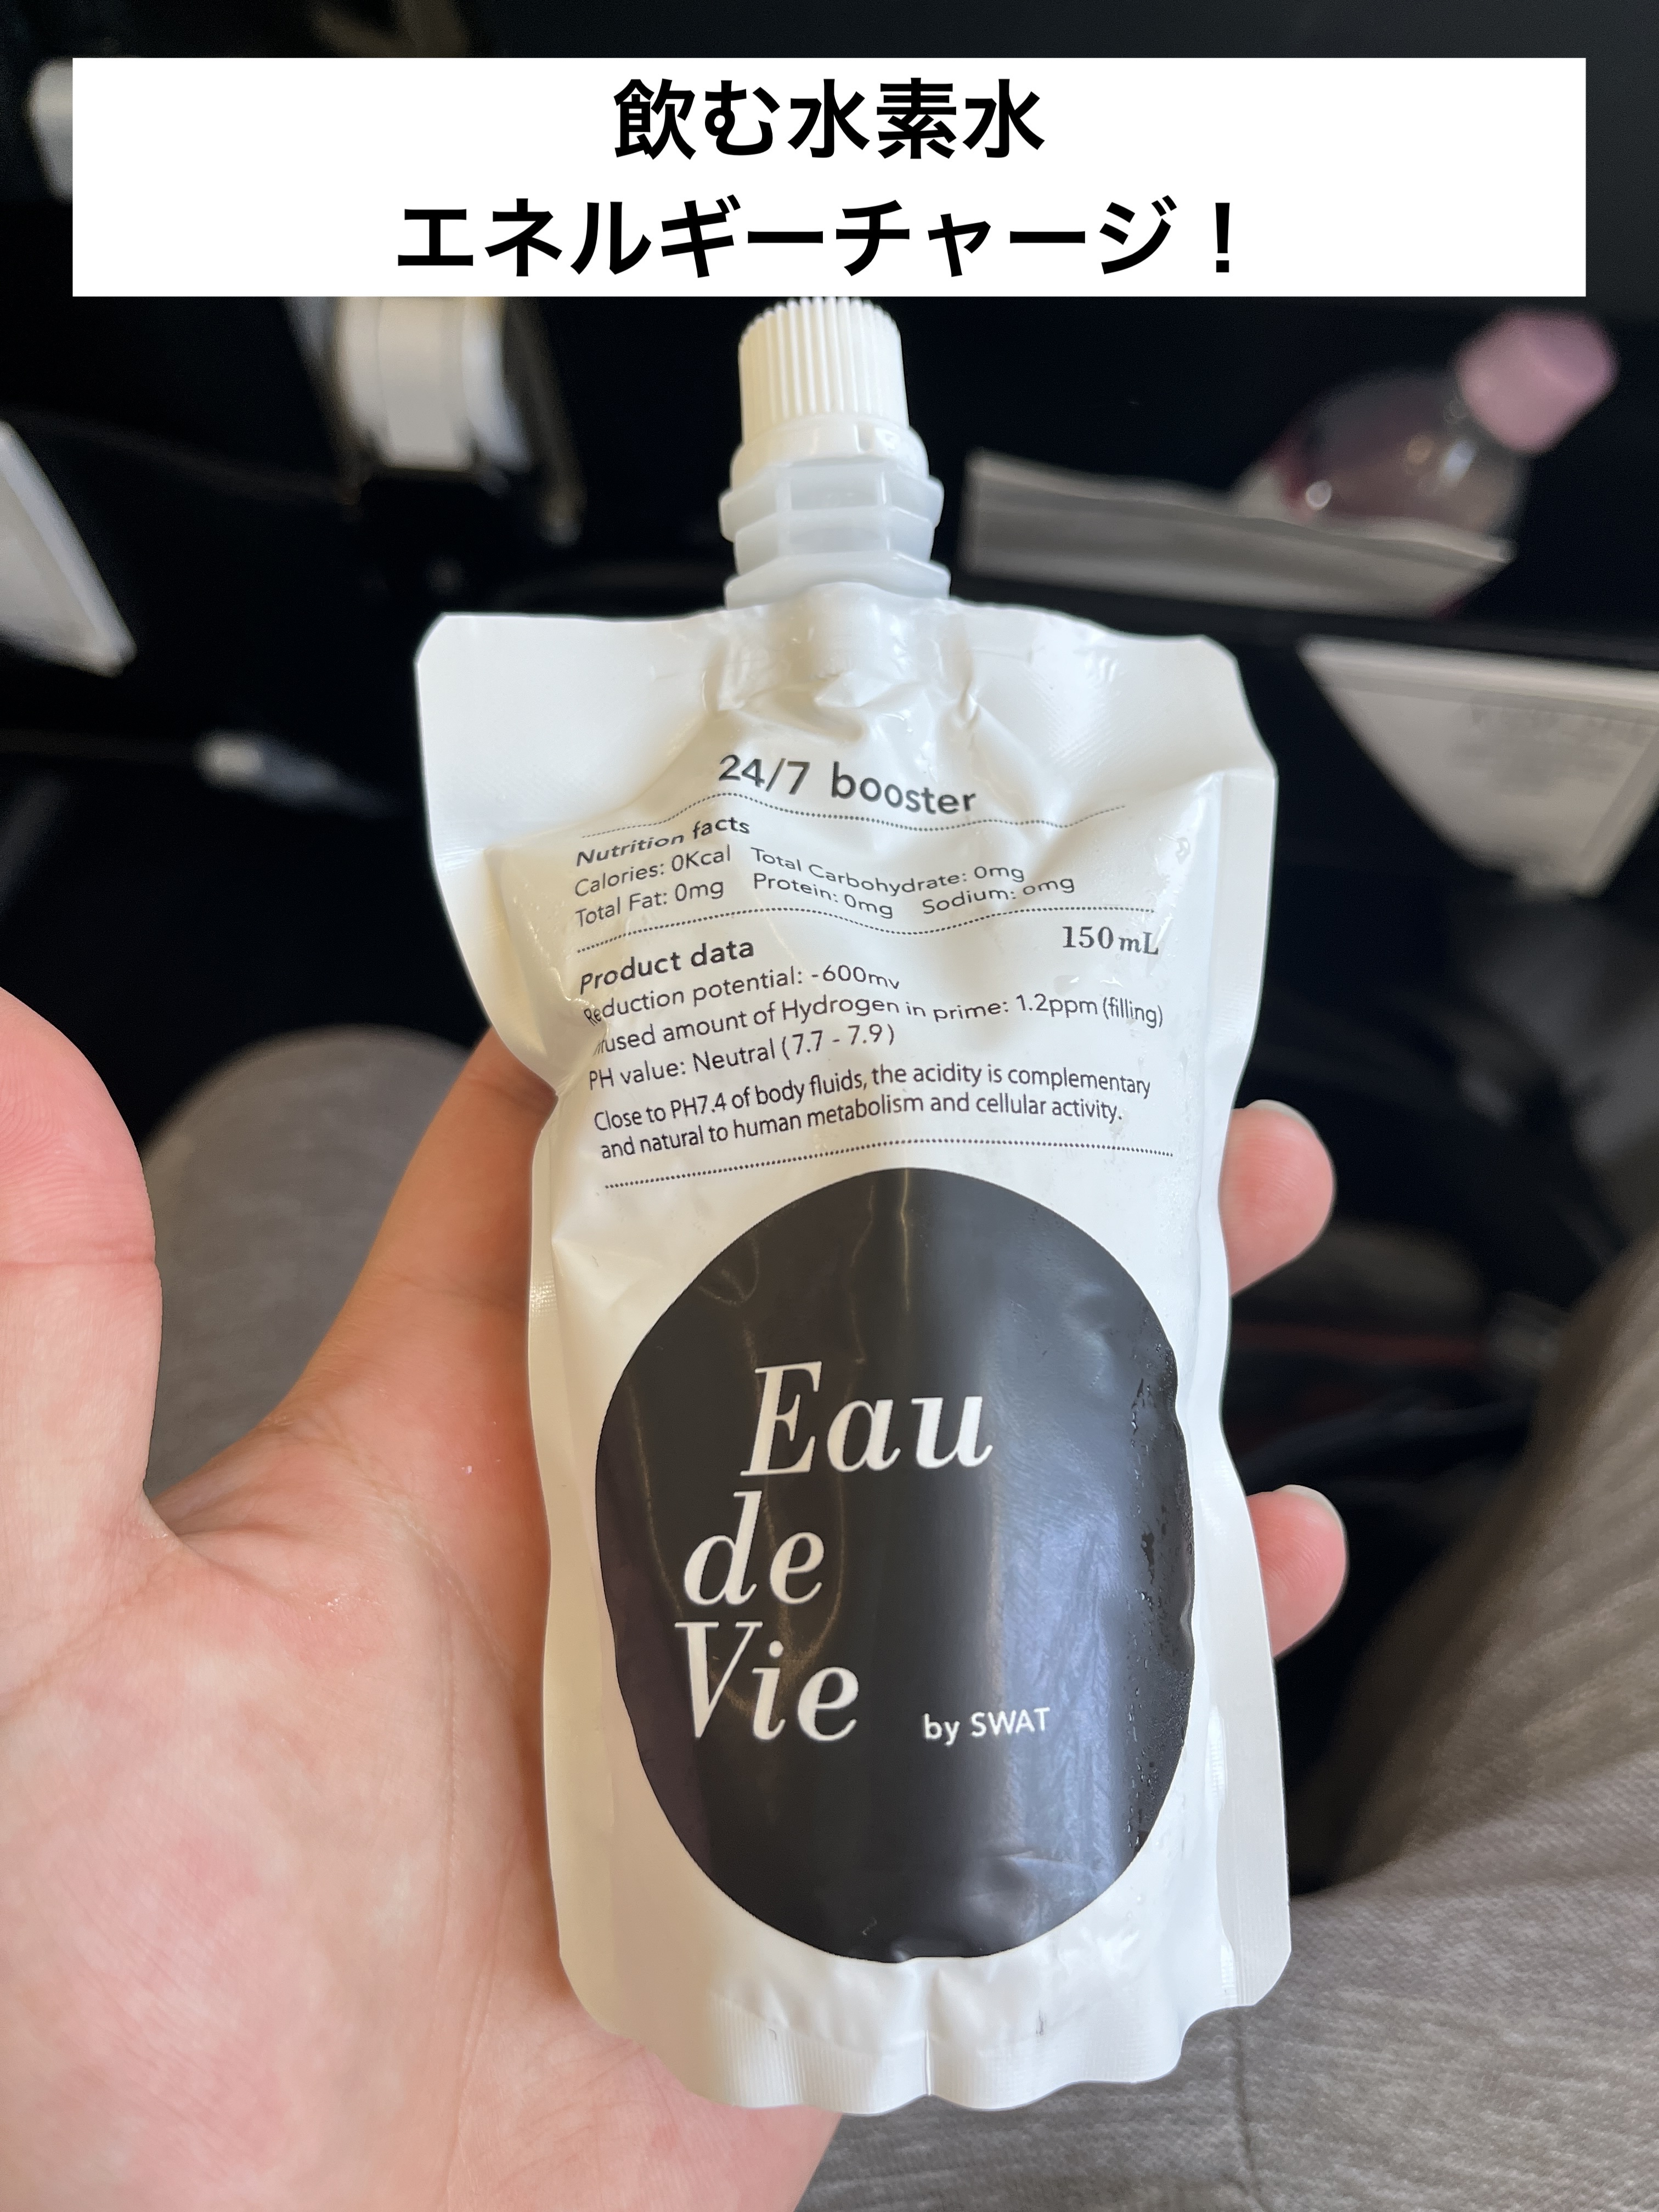 飲む水素水
エネルギーチャージ！
24/7 booster
Nutrition facts
Calories: 0Kcal Total Carbohydrate: 0mg
Total Fat: 0mg Protein: 0mg Sodium: 0mg
150mL
Product data
Reduction potential: -600mv
amount of Hydrogen in prime: 1.2ppm (filling)
PH value: Neutral (7.7 - 7.9)
Close to PH7.4 of body fluids, the acidity is complementary
and natural to human metabolism and cellular activity.
Eau
de
Vie
by SWAT